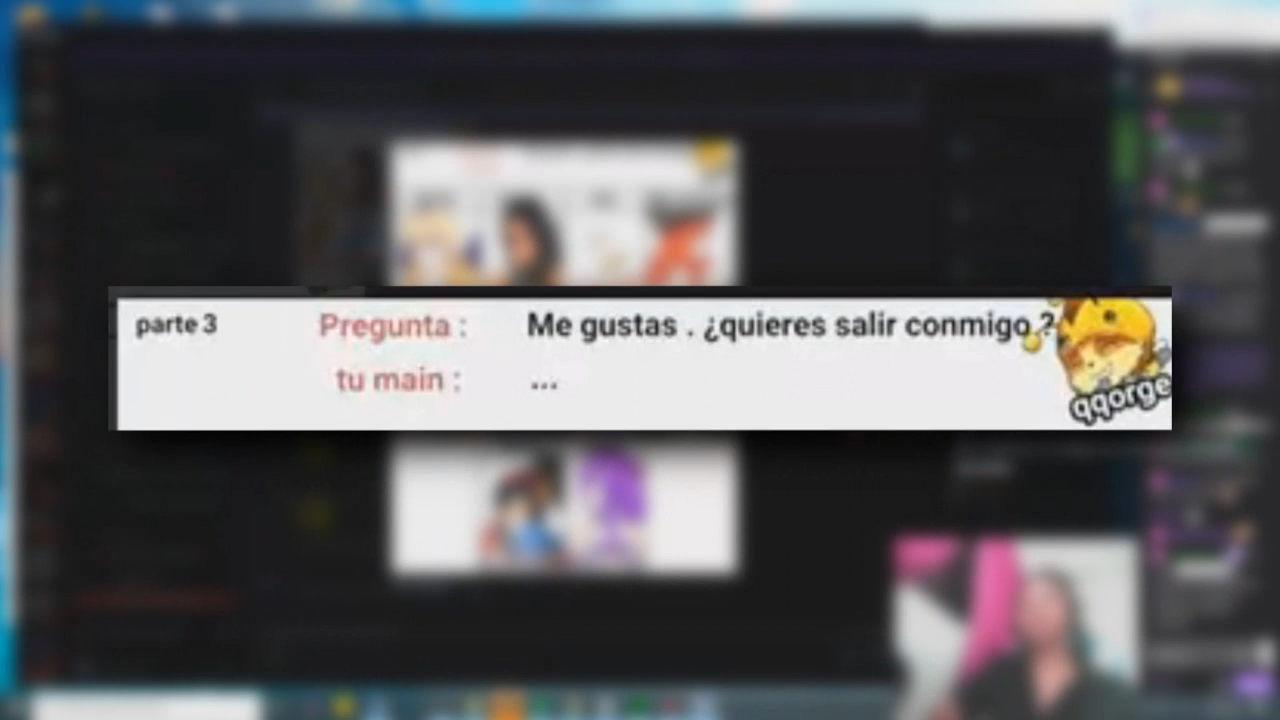 parte 3 Pregunta : Me gustas . ¿quieres salir conmigo ?
tu main : ...
qqorge